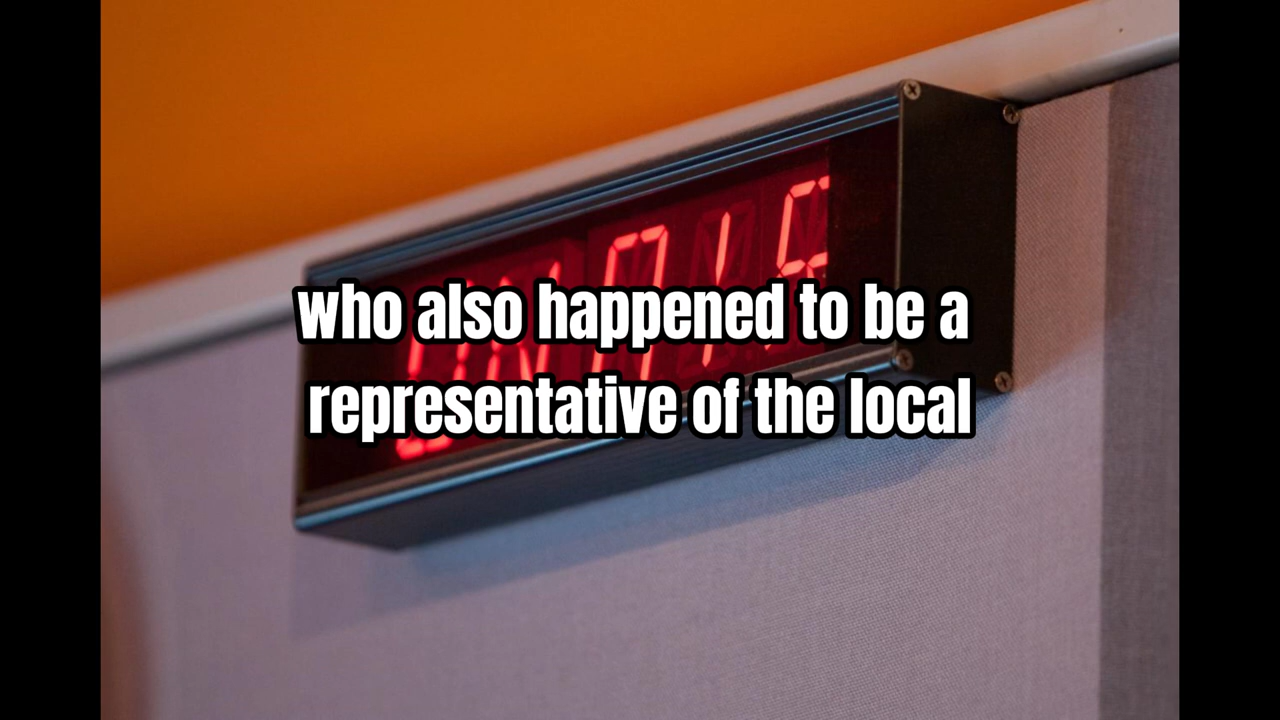 who also happened to be a
representative of the local